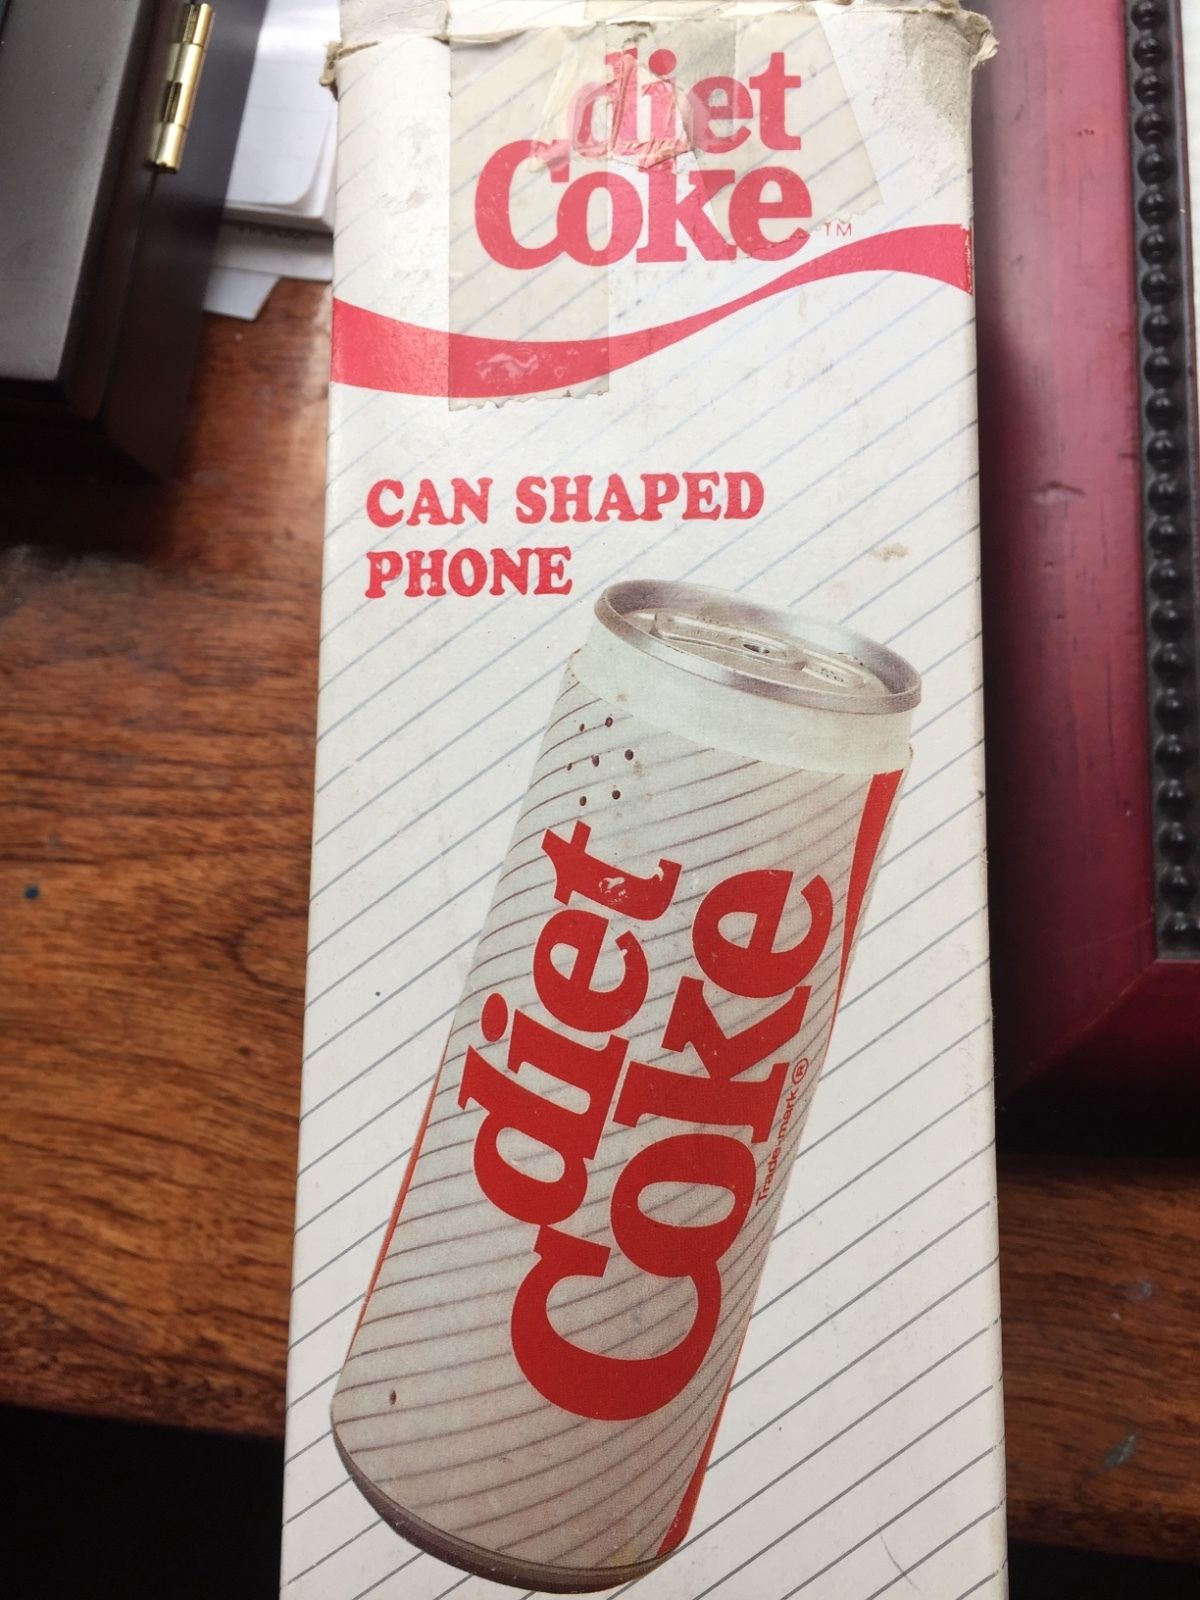 diet
Coke TM
CAN SHAPED
PHONE
diet
Coke
Trade-mark ®